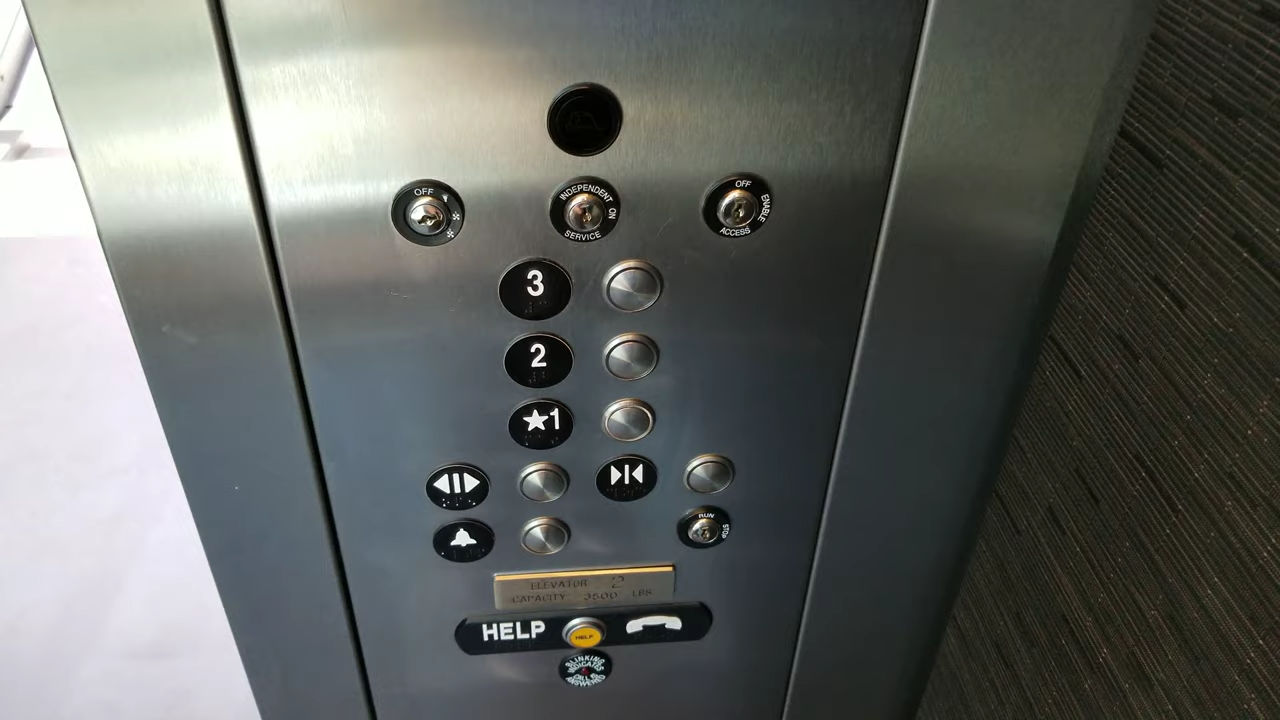 OFF
INDEPENDENT SERVICE ON
OFF ENABLE ACCESS
3
2
★1
RUN STOP
ELEVATOR 2
CAPACITY 3500 LBS
HELP
HELP
BLINKING INDICATES CALL IS ANSWERED